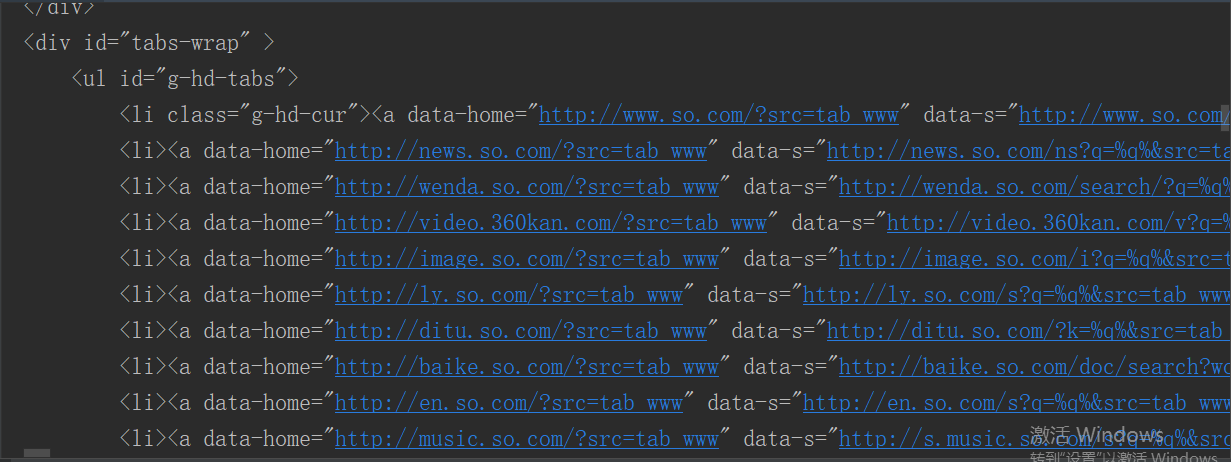 </div>
<div id="tabs-wrap" >
<ul id="g-hd-tabs">
<li class="g-hd-cur"><a data-home="http://www.so.com/?src=tab_www" data-s="http://www.so.com/
<li><a data-home="http://news.so.com/?src=tab_www" data-s="http://news.so.com/ns?q=%q%&src=ta
<li><a data-home="http://wenda.so.com/?src=tab_www" data-s="http://wenda.so.com/search/?q=%q%
<li><a data-home="http://video.360kan.com/?src=tab_www" data-s="http://video.360kan.com/v?q=%
<li><a data-home="http://image.so.com/?src=tab_www" data-s="http://image.so.com/i?q=%q%&src=t
<li><a data-home="http://ly.so.com/?src=tab_www" data-s="http://ly.so.com/s?q=%q%&src=tab_www
<li><a data-home="http://ditu.so.com/?src=tab_www" data-s="http://ditu.so.com/?k=%q%&src=tab_
<li><a data-home="http://baike.so.com/?src=tab_www" data-s="http://baike.so.com/doc/search?wo
<li><a data-home="http://en.so.com/?src=tab_www" data-s="http://en.so.com/s?q=%q%&src=tab_www
<li><a data-home="http://music.so.com/?src=tab_www" data-s="http://s.music.so.com/s?q=%q%&src
激活 Windows
转到“设置”以激活 Windows